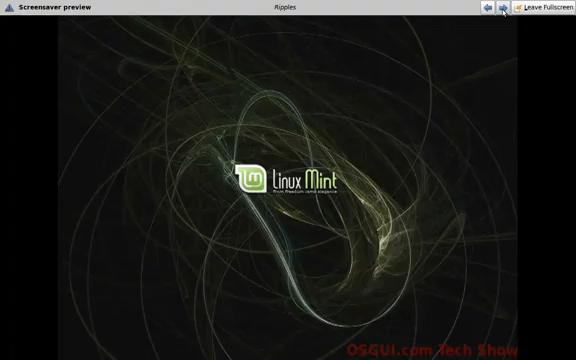 Screensaver preview
Ripples
Leave Fullscreen
Linux Mint
from freedom came elegance
OSGUI.com Tech Show